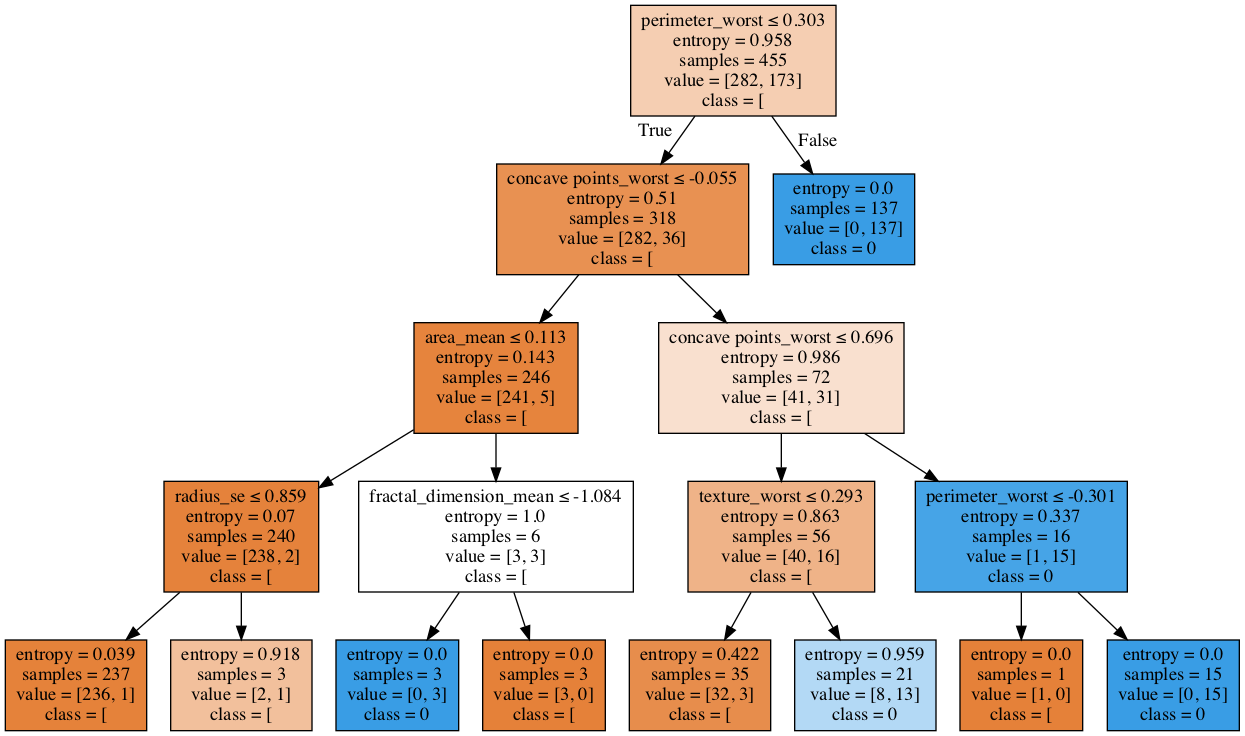 perimeter_worst ≤ 0.303
entropy = 0.958
samples = 455
value = [282, 173]
class = [
True
False
concave points_worst ≤ -0.055
entropy = 0.51
samples = 318
value = [282, 36]
class = [
entropy = 0.0
samples = 137
value = [0, 137]
class = 0
area_mean ≤ 0.113
entropy = 0.143
samples = 246
value = [241, 5]
class = [
concave points_worst ≤ 0.696
entropy = 0.986
samples = 72
value = [41, 31]
class = [
radius_se ≤ 0.859
entropy = 0.07
samples = 240
value = [238, 2]
class = [
fractal_dimension_mean ≤ -1.084
entropy = 1.0
samples = 6
value = [3, 3]
class = [
texture_worst ≤ 0.293
entropy = 0.863
samples = 56
value = [40, 16]
class = [
perimeter_worst ≤ -0.301
entropy = 0.337
samples = 16
value = [1, 15]
class = 0
entropy = 0.039
samples = 237
value = [236, 1]
class = [
entropy = 0.918
samples = 3
value = [2, 1]
class = [
entropy = 0.0
samples = 3
value = [0, 3]
class = 0
entropy = 0.0
samples = 3
value = [3, 0]
class = [
entropy = 0.422
samples = 35
value = [32, 3]
class = [
entropy = 0.959
samples = 21
value = [8, 13]
class = 0
entropy = 0.0
samples = 1
value = [1, 0]
class = [
entropy = 0.0
samples = 15
value = [0, 15]
class = 0